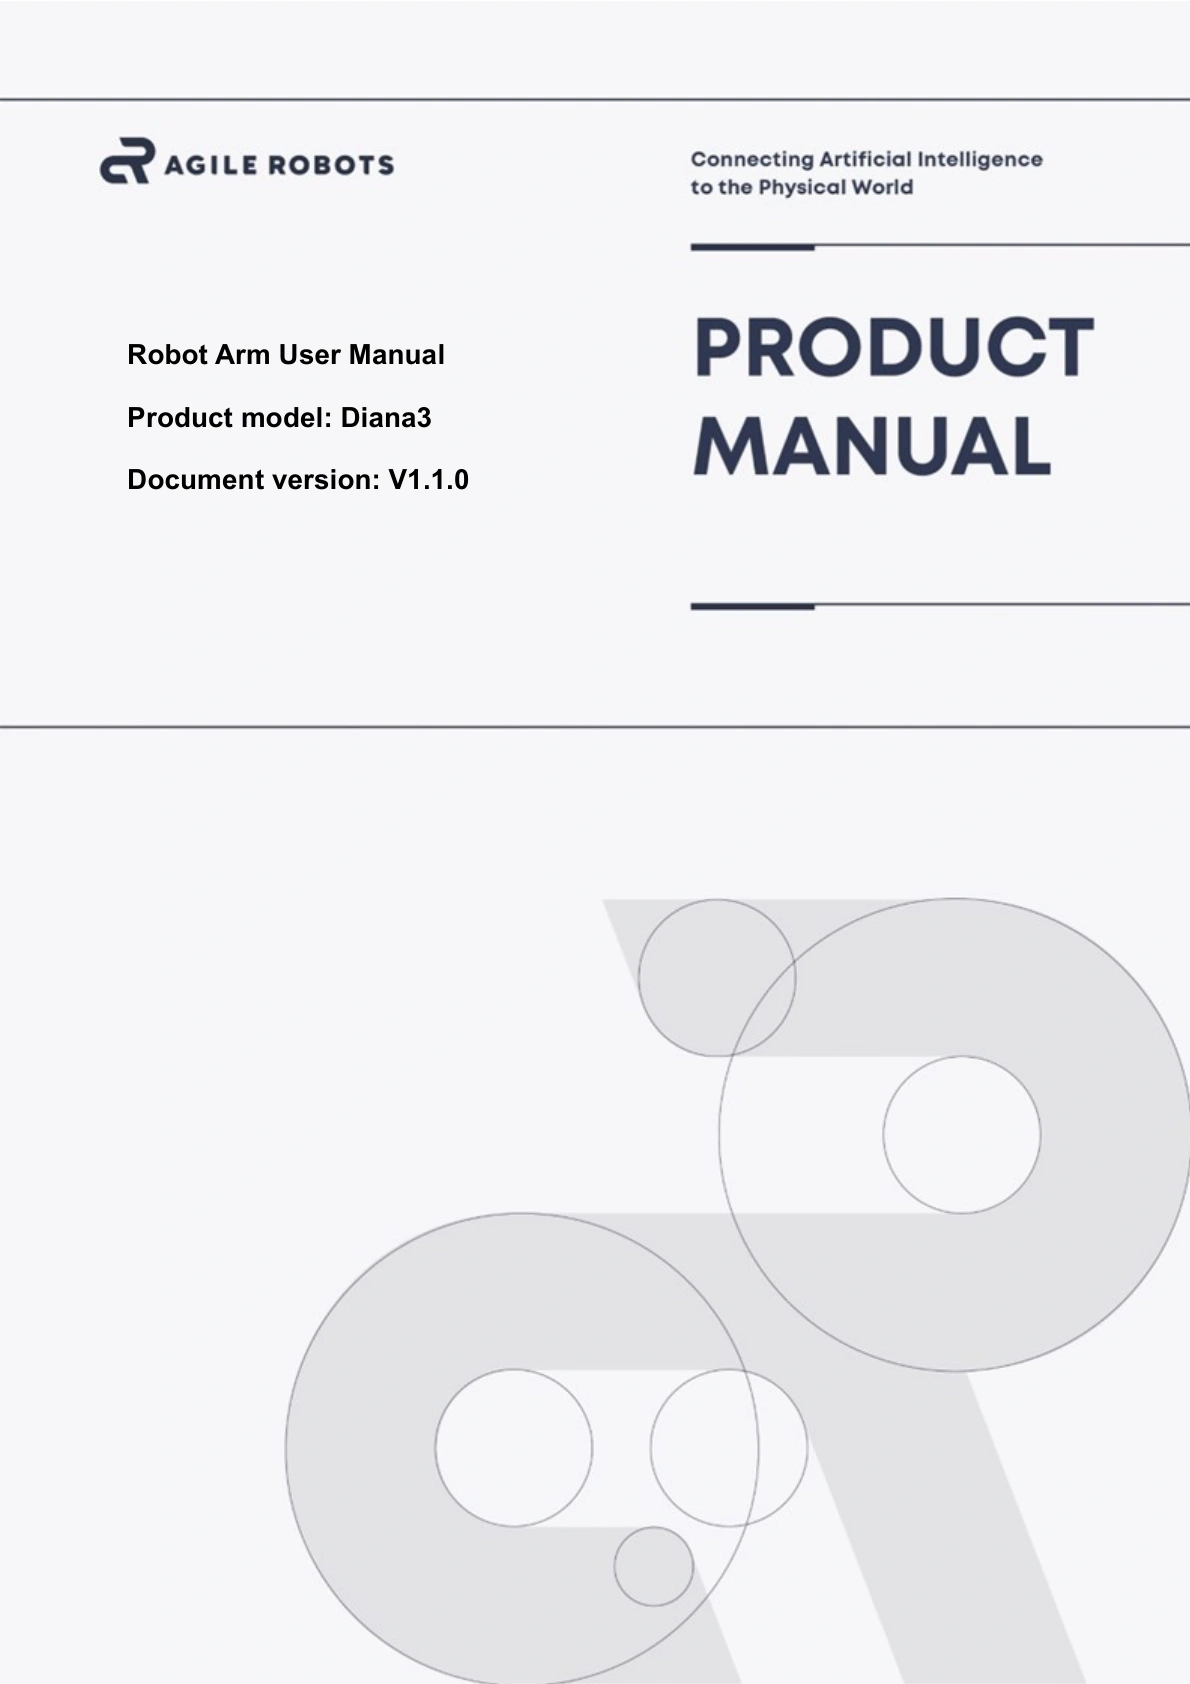 AGILE ROBOTS
Connecting Artificial Intelligence
to the Physical World
Robot Arm User Manual
Product model: Diana3
Document version: V1.1.0
PRODUCT
MANUAL